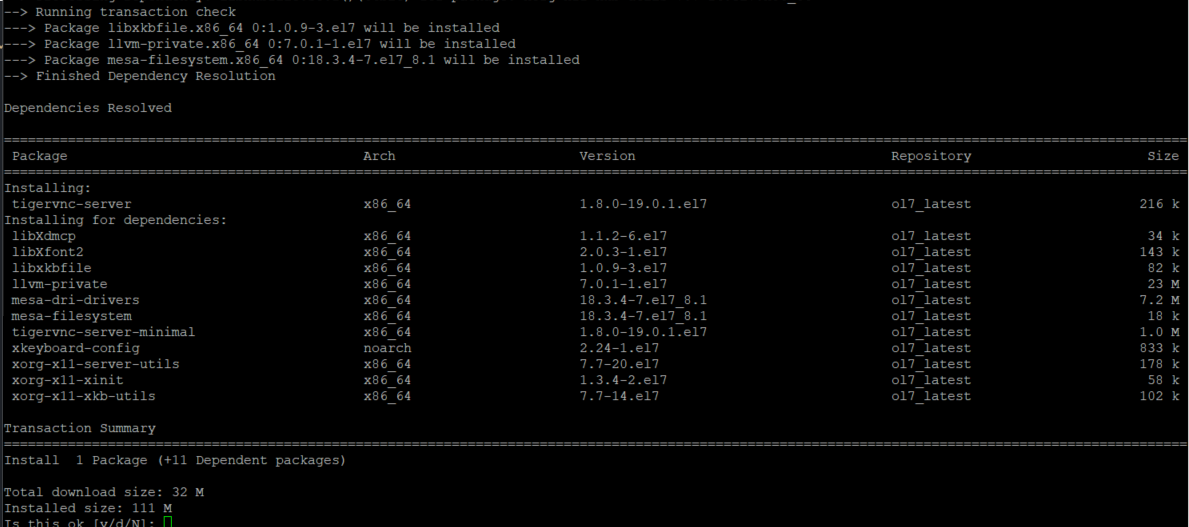 --> Running transaction check
---> Package libxkbfile.x86_64 0:1.0.9-3.el7 will be installed
---> Package llvm-private.x86_64 0:7.0.1-1.el7 will be installed
---> Package mesa-filesystem.x86_64 0:18.3.4-7.el7_8.1 will be installed
--> Finished Dependency Resolution
Dependencies Resolved
Package Arch Version Repository Size
Installing:
tigervnc-server x86_64 1.8.0-19.0.1.el7 ol7_latest 216 k
Installing for dependencies:
libXdmcp x86_64 1.1.2-6.el7 ol7_latest 34 k
libXfont2 x86_64 2.0.3-1.el7 ol7_latest 143 k
libxkbfile x86_64 1.0.9-3.el7 ol7_latest 82 k
llvm-private x86_64 7.0.1-1.el7 ol7_latest 23 M
mesa-dri-drivers x86_64 18.3.4-7.el7_8.1 ol7_latest 7.2 M
mesa-filesystem x86_64 18.3.4-7.el7_8.1 ol7_latest 18 k
tigervnc-server-minimal x86_64 1.8.0-19.0.1.el7 ol7_latest 1.0 M
xkeyboard-config noarch 2.24-1.el7 ol7_latest 833 k
xorg-x11-server-utils x86_64 7.7-20.el7 ol7_latest 178 k
xorg-x11-xinit x86_64 1.3.4-2.el7 ol7_latest 58 k
xorg-x11-xkb-utils x86_64 7.7-14.el7 ol7_latest 102 k
Transaction Summary
Install 1 Package (+11 Dependent packages)
Total download size: 32 M
Installed size: 111 M
Is this ok [y/d/N]: